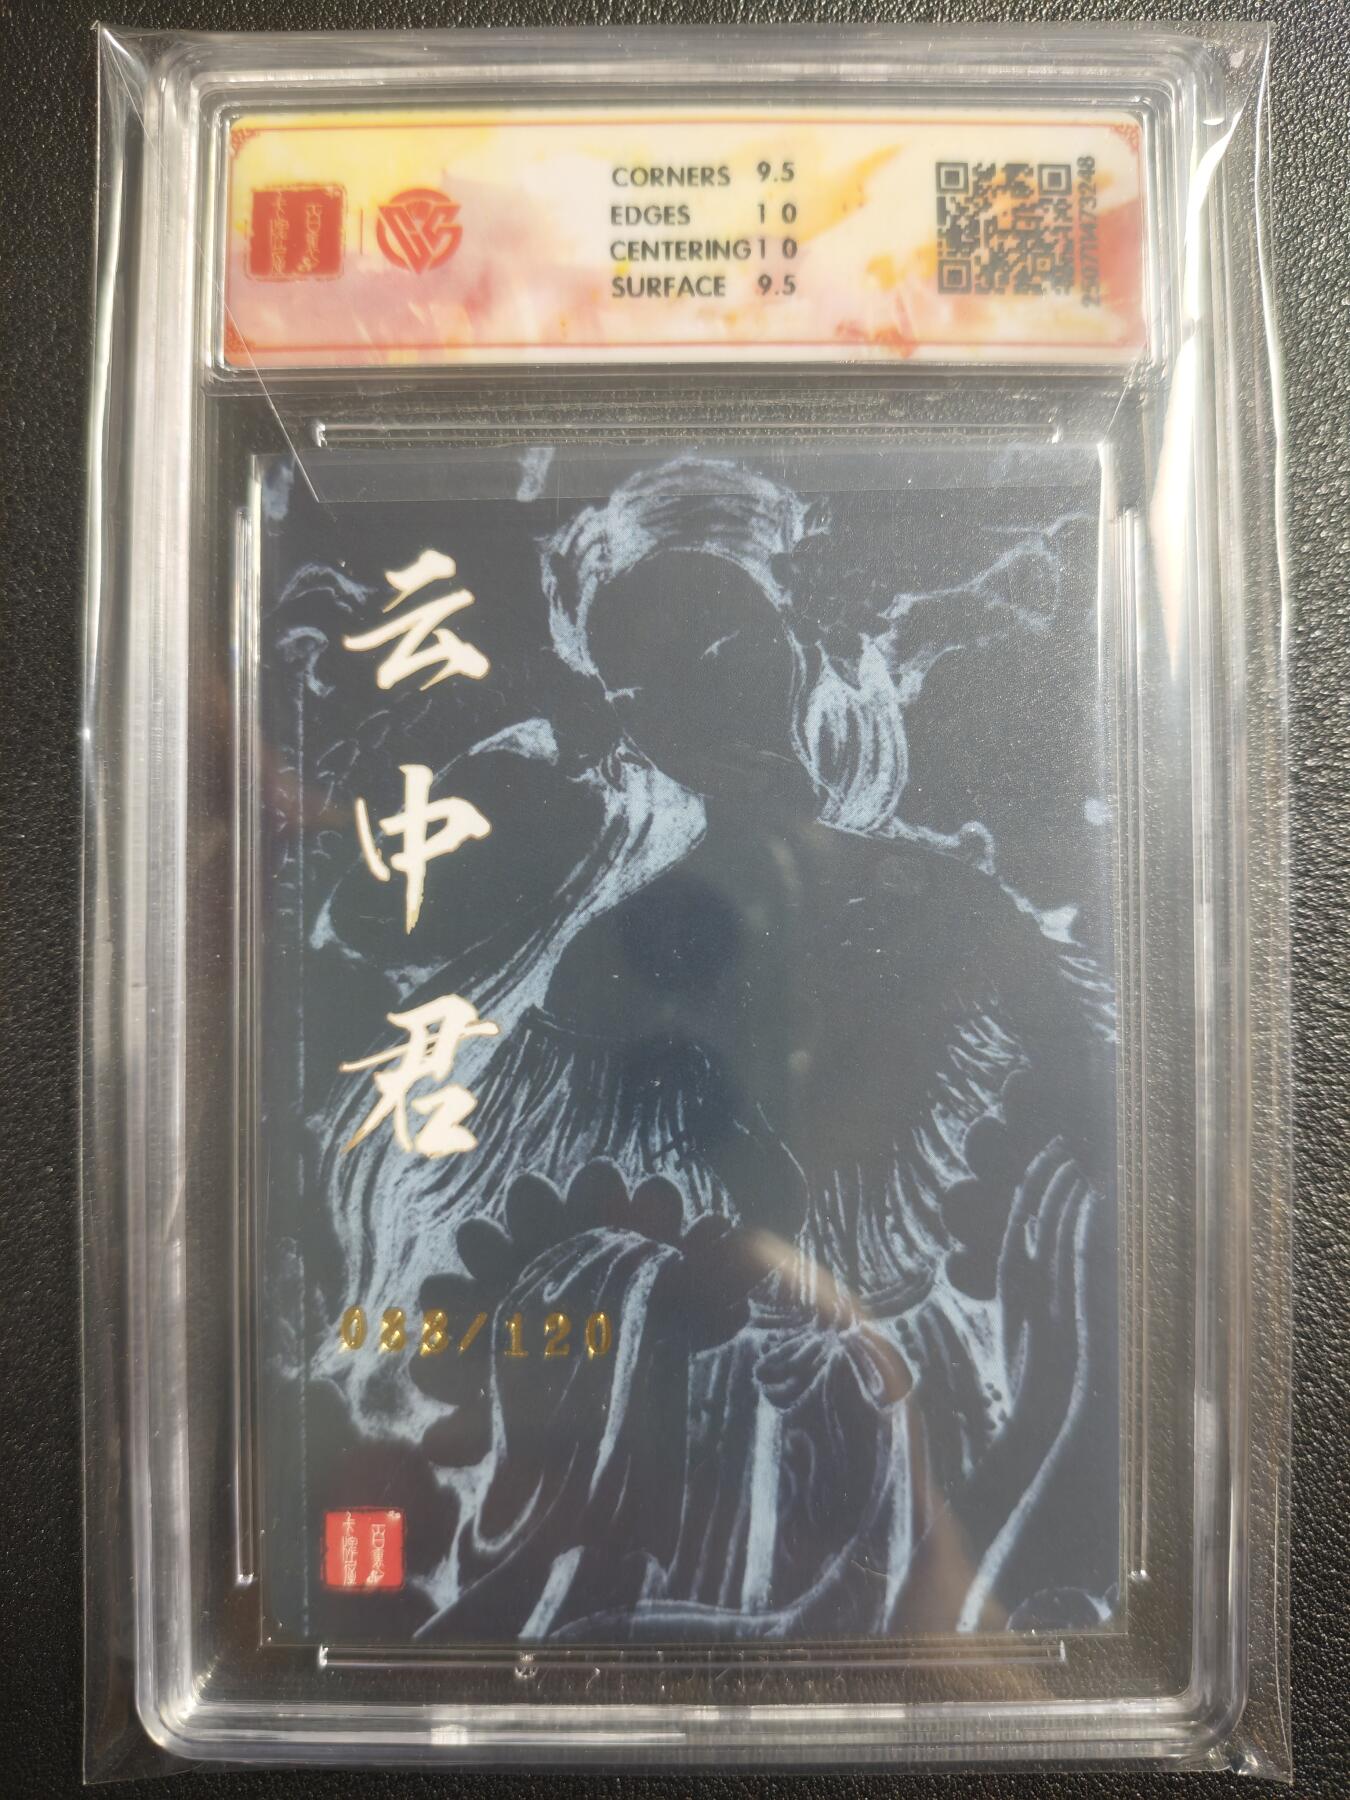 CORNERS 9.5
EDGES 10
CENTERING 10
SURFACE 9.5
云中君
088/120